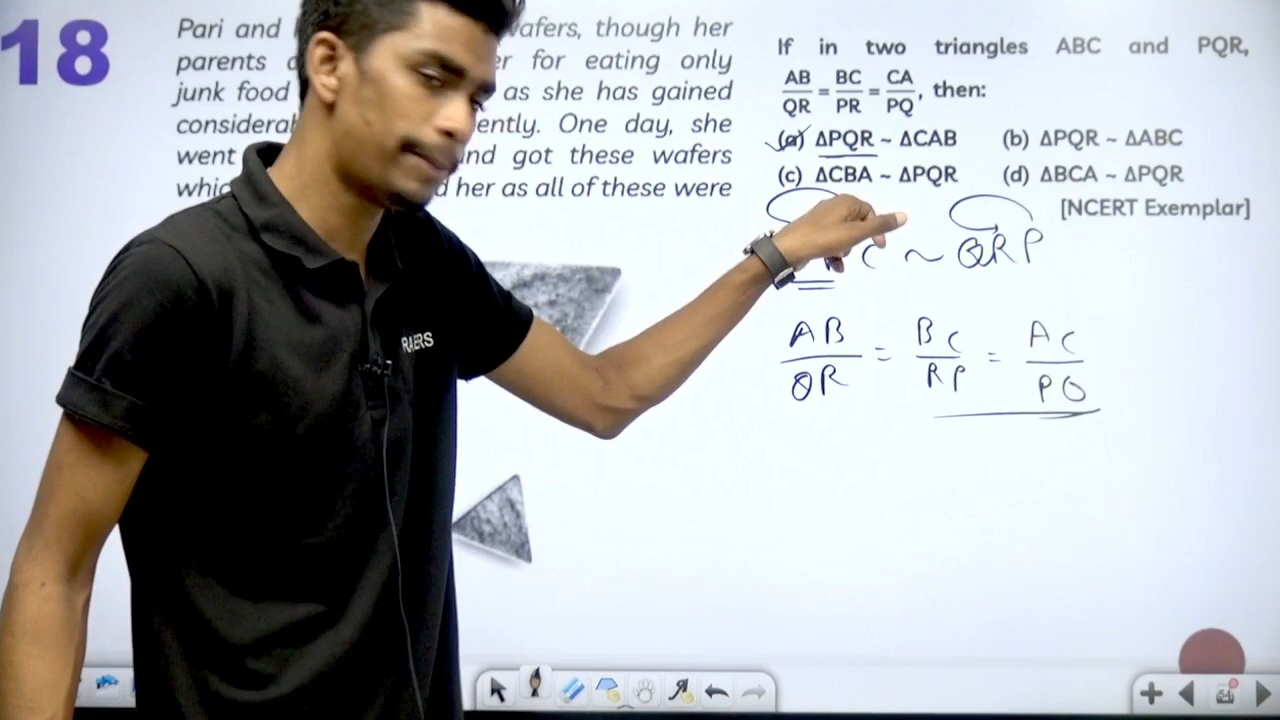 18
Pari and wafers, though her
parents er for eating only
junk food as she has gained
considera ently. One day, she
went and got these wafers
whic d her as all of these were
If in two triangles ABC and PQR,
AB/QR = BC/PR = CA/PQ, then:
(a) ΔPQR ~ ΔCAB (b) ΔPQR ~ ΔABC
(c) ΔCBA ~ ΔPQR (d) ΔBCA ~ ΔPQR
[NCERT Exemplar]
C ~ QRP
AB/QR = BC/RP = AC/PQ